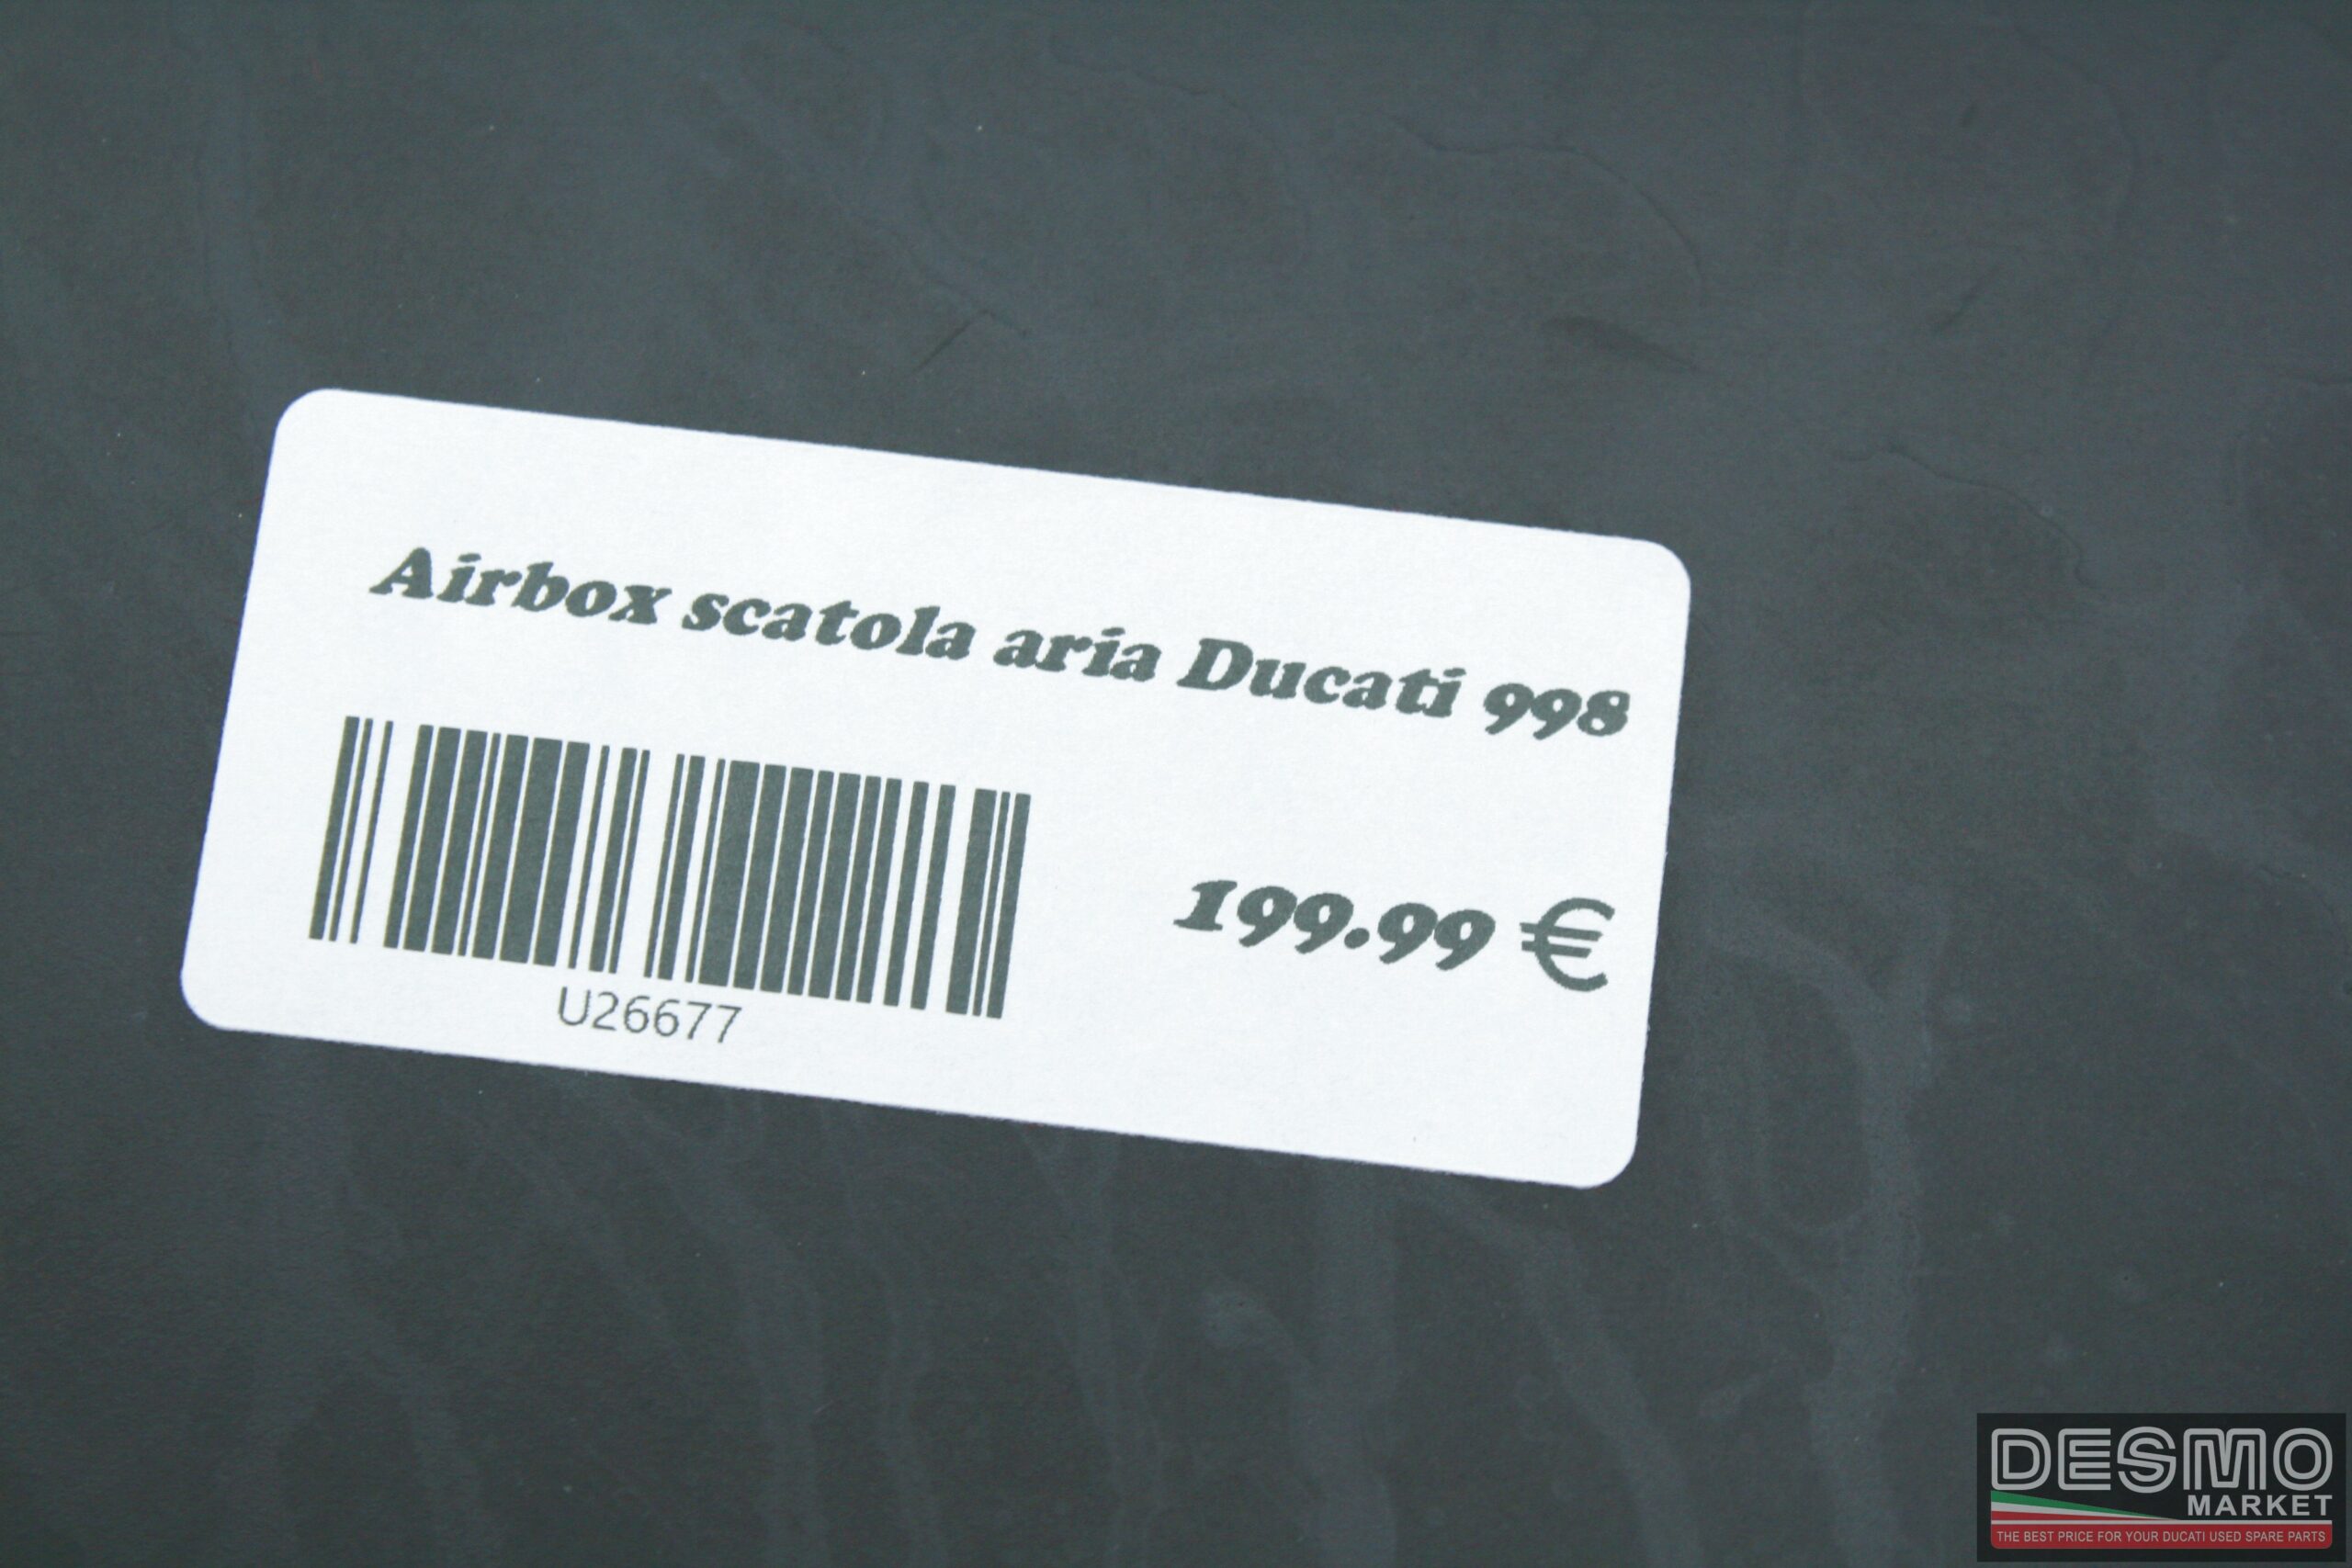 Airbox scatola aria Ducati 998
199.99 €
U26677
DESMO
MARKET
THE BEST PRICE FOR YOUR DUCATI USED SPARE PARTS